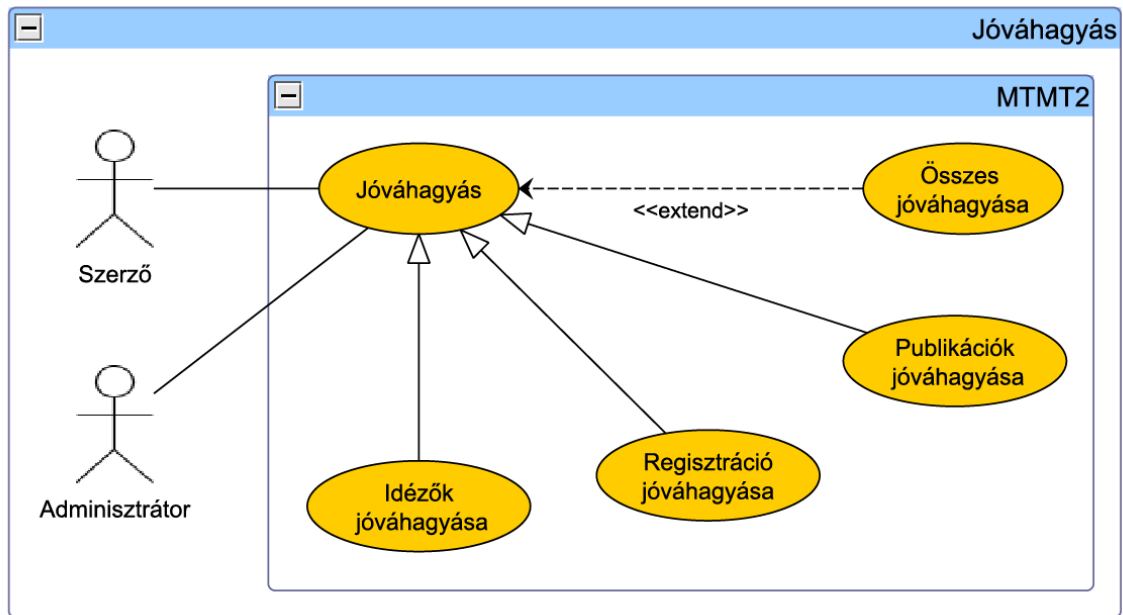 Jóváhagyás
MTMT2
Jóváhagyás
<<extend>>
Összes
jóváhagyása
Szerző
Publikációk
jóváhagyása
Regisztráció
jóváhagyása
Idézők
jóváhagyása
Adminisztrátor